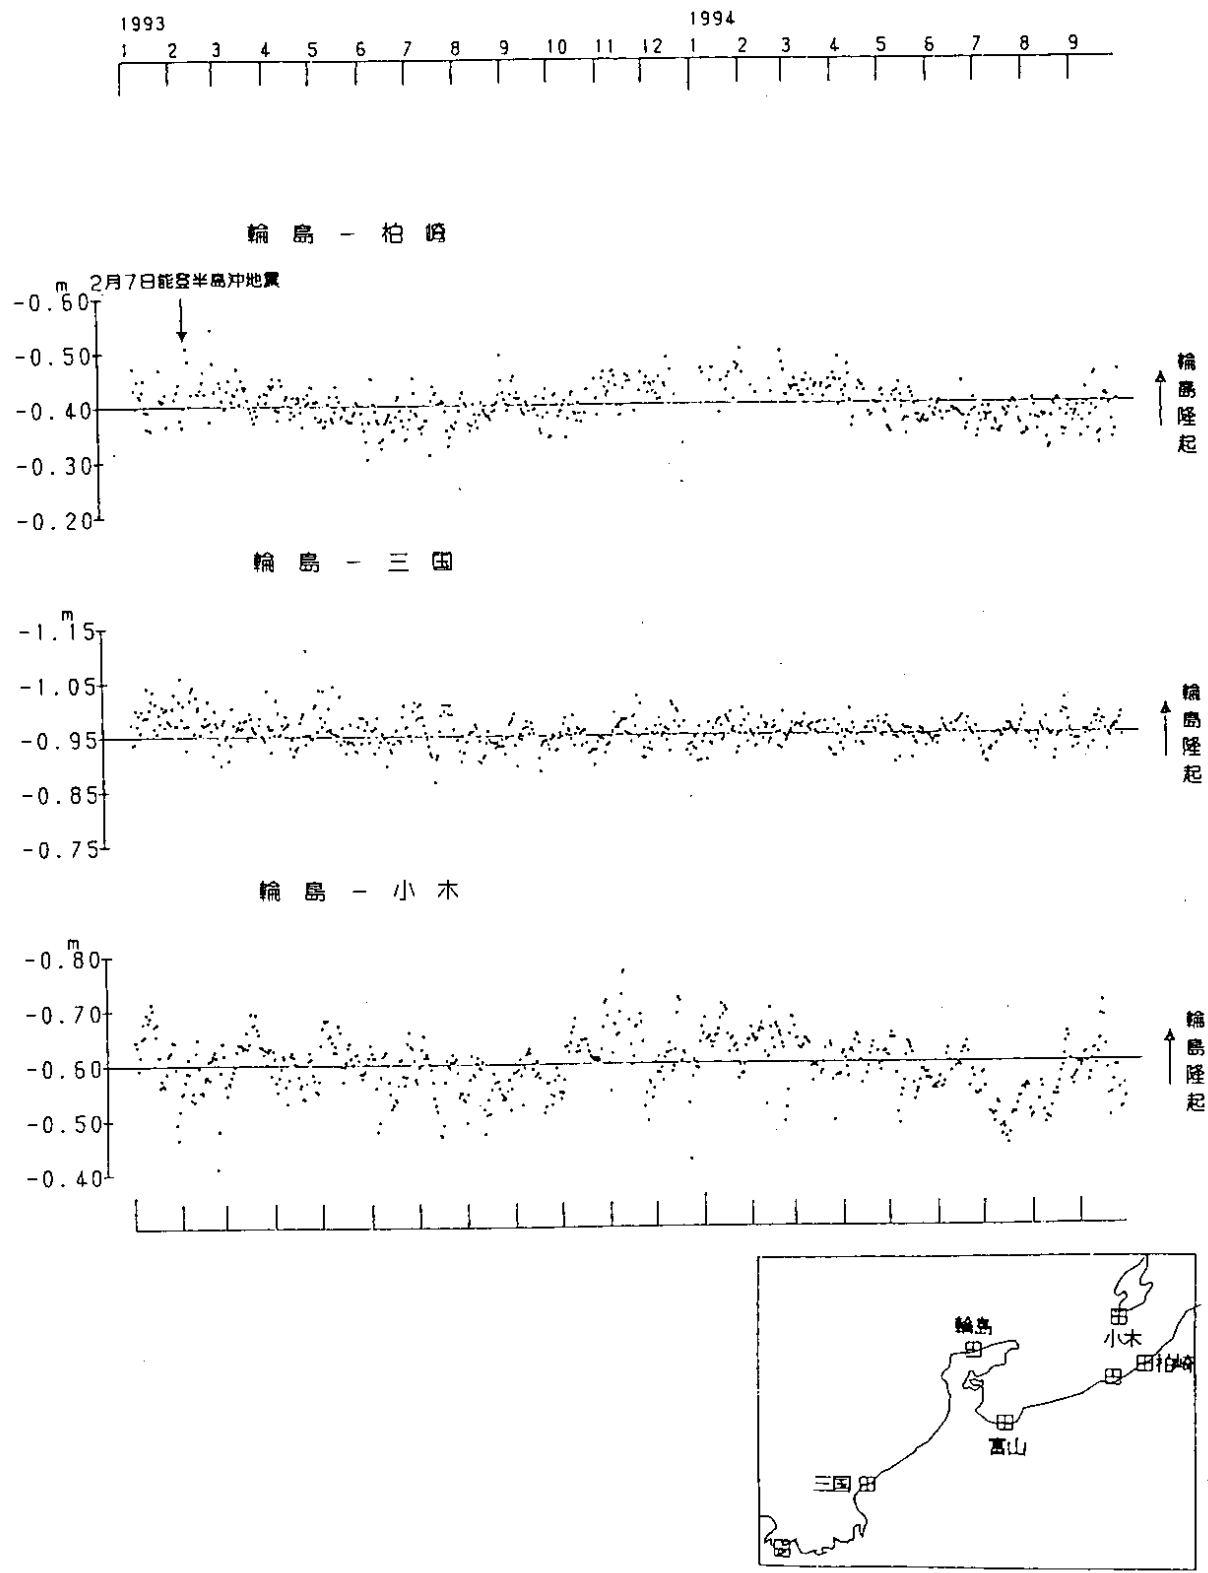 1993
1994
1 2 3 4 5 6 7 8 9 10 11 12 1 2 3 4 5 6 7 8 9
輪島－柏崎
m
2月7日能登半島沖地震
-0.60
-0.50
-0.40
-0.30
-0.20
輪島隆起
輪島－三国
m
-1.15
-1.05
-0.95
-0.85
-0.75
輪島隆起
輪島－小木
m
-0.80
-0.70
-0.60
-0.50
-0.40
輪島隆起
輪島
小木
柏崎
富山
三国